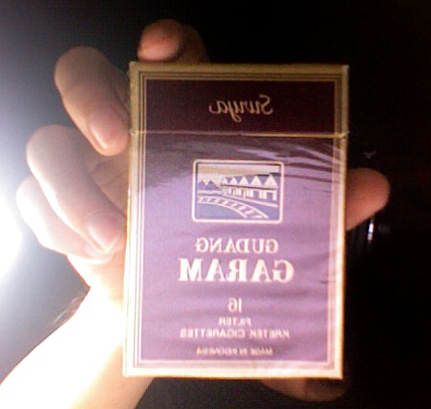 Surya
GUDANG
GARAM
16
FILTER
KRETEK CIGARETTES
MADE IN INDONESIA